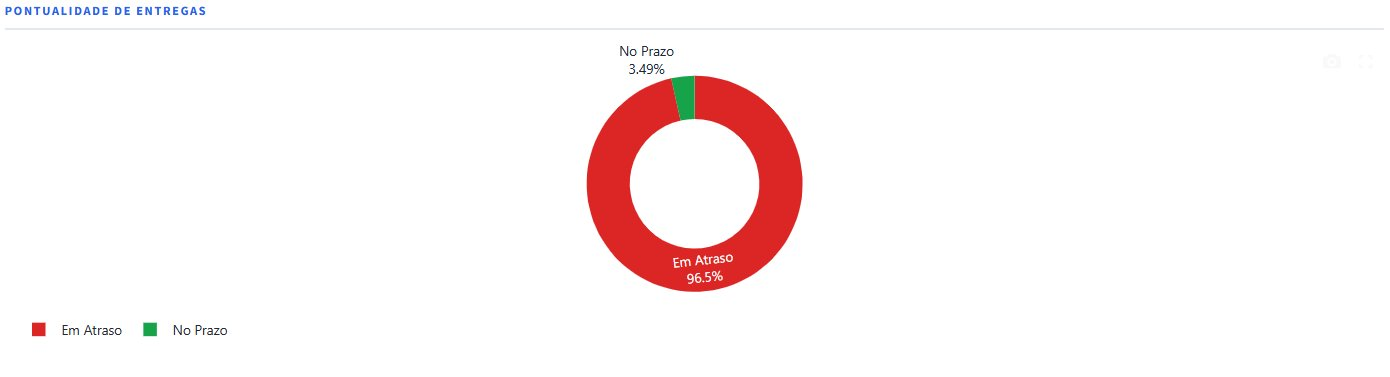 PONTUALIDADE DE ENTREGAS
No Prazo
3.49%
Em Atraso
96.5%
Em Atraso
No Prazo